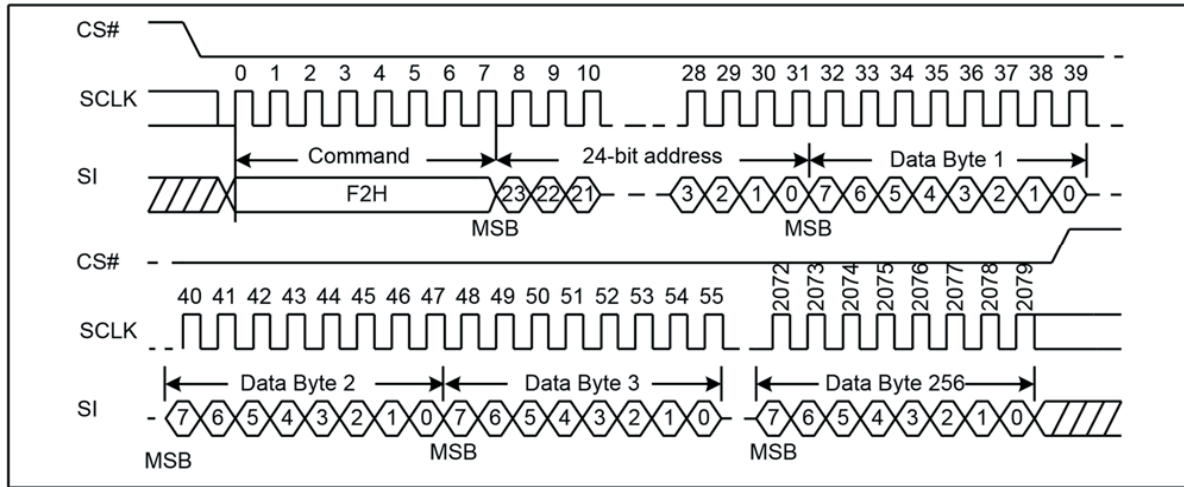 CS#
0 1 2 3 4 5 6 7 8 9 10 28 29 30 31 32 33 34 35 36 37 38 39
SCLK
Command 24-bit address Data Byte 1
SI F2H 23 22 21 3 2 1 0 7 6 5 4 3 2 1 0
MSB MSB
CS#
40 41 42 43 44 45 46 47 48 49 50 51 52 53 54 55 2072 2073 2074 2075 2076 2077 2078 2079
SCLK
Data Byte 2 Data Byte 3 Data Byte 256
SI 7 6 5 4 3 2 1 0 7 6 5 4 3 2 1 0 7 6 5 4 3 2 1 0
MSB MSB MSB